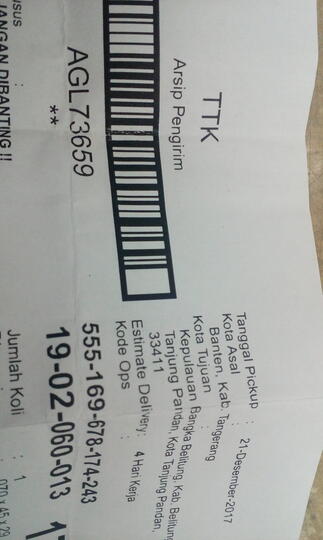 TTK
Arsip Pengirim
AGL73659
**
JANGAN DIBANTING !!
Tanggal Pickup : 21-Desember-2017
Kota Asal :
Banten, Kab. Tangerang
Kota Tujuan :
Kepulauan Bangka Belitung, Kab. Belitung
Tanjung Pandan, Kota Tanjung Pandan,
33411
Estimate Delivery: 4 Hari Kerja
Kode Ops :
555-169-678-174-243
19-02-060-013
Jumlah Koli : 1